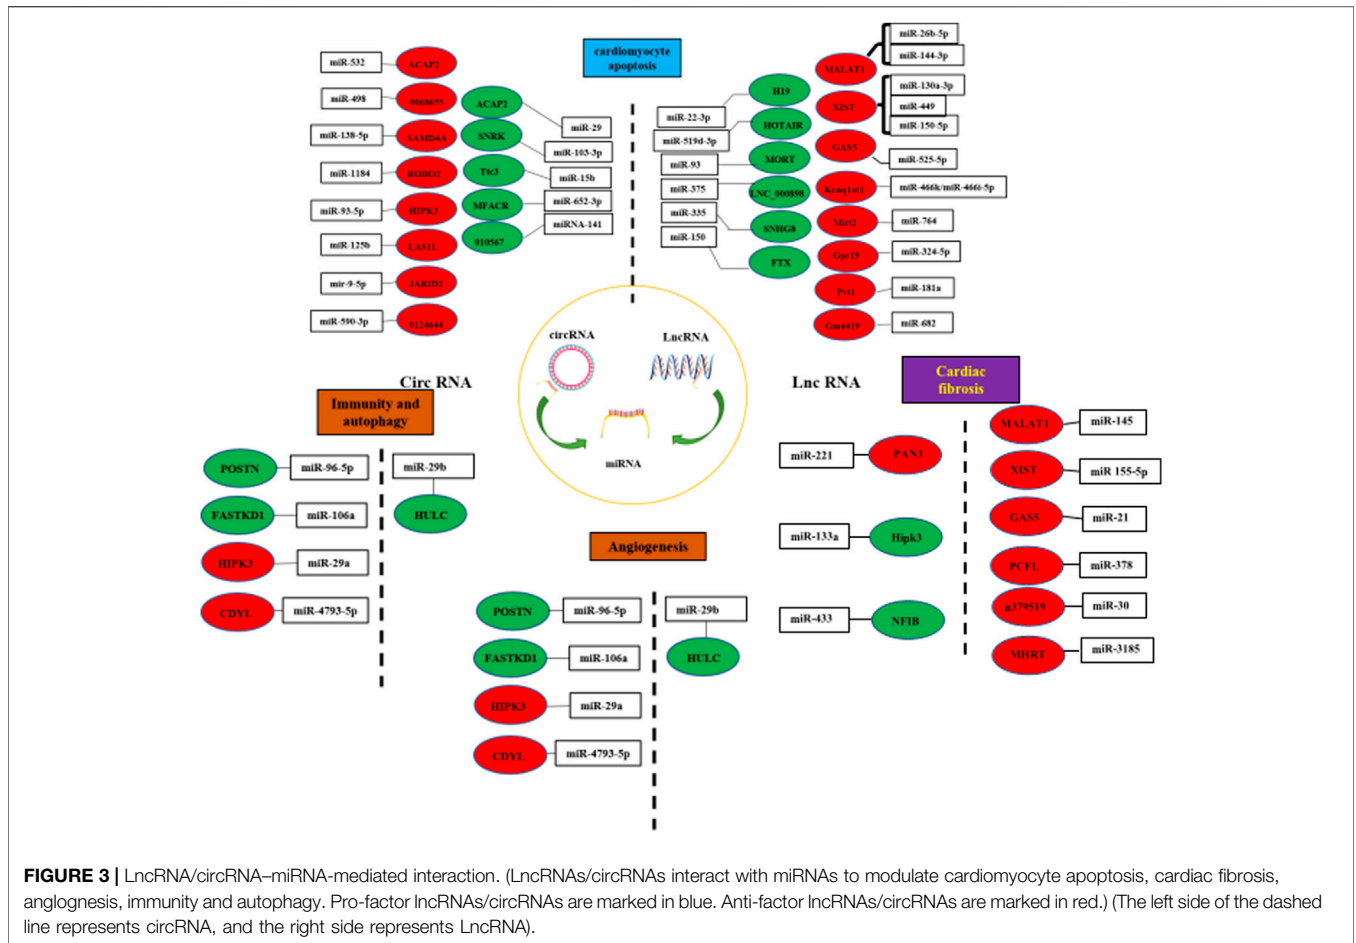 cardiomyocyte
apoptosis
miR-532
ACAP2
miR-498
0068655
miR-138-5p
SAMD4A
miR-1184
ROBO2
miR-93-5p
HIPK3
miR-125b
LAS1L
mir-9-5p
JARID2
miR-590-3p
0124644
ACAP2
miR-29
SNRK
miR-103-3p
Ttc3
miR-15b
MFACR
miR-652-3p
010567
miRNA-141
miR-22-3p
H19
miR-519d-3p
HOTAIR
miR-93
MORT
miR-375
LNC_000898
miR-335
SNHG8
miR-150
FTX
MALAT1
miR-26b-5p
miR-144-3p
XIST
miR-130a-3p
miR-449
miR-150-5p
GAS5
miR-525-5p
Kcnq1ot1
miR-466k/miR-466i-5p
Mirt2
miR-764
Gpr19
miR-324-5p
Pvt1
miR-181a
Gm4419
miR-682
circRNA
LncRNA
miRNA
Circ RNA
Lnc RNA
Immunity and
autophagy
POSTN
miR-96-5p
FASTKD1
miR-106a
HIPK3
miR-29a
CDYL
miR-4793-5p
miR-29b
HULC
Angiogenesis
POSTN
miR-96-5p
FASTKD1
miR-106a
HIPK3
miR-29a
CDYL
miR-4793-5p
miR-29b
HULC
Cardiac
fibrosis
miR-221
PAN3
miR-133a
Hipk3
miR-433
NFIB
MALAT1
miR-145
XIST
miR 155-5p
GAS5
miR-21
PCFL
miR-378
n379519
miR-30
MHRT
miR-3185
FIGURE 3 | LncRNA/circRNA–miRNA-mediated interaction. (LncRNAs/circRNAs interact with miRNAs to modulate cardiomyocyte apoptosis, cardiac fibrosis,
anglognesis, immunity and autophagy. Pro-factor lncRNAs/circRNAs are marked in blue. Anti-factor lncRNAs/circRNAs are marked in red.) (The left side of the dashed
line represents circRNA, and the right side represents LncRNA).